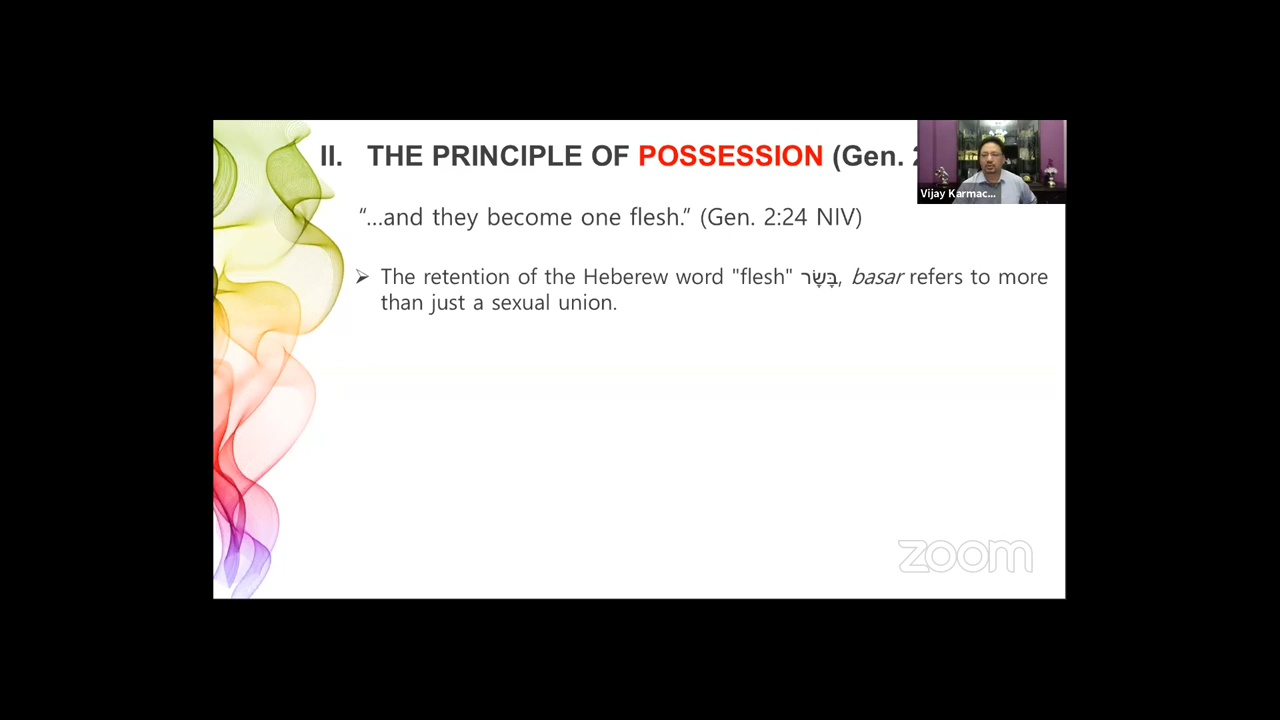 II. THE PRINCIPLE OF POSSESSION (Gen.
Vijay Karmac...
“...and they become one flesh.” (Gen. 2:24 NIV)
➢ The retention of the Heberew word "flesh" בָּשָׂר, basar refers to more
than just a sexual union.
zoom